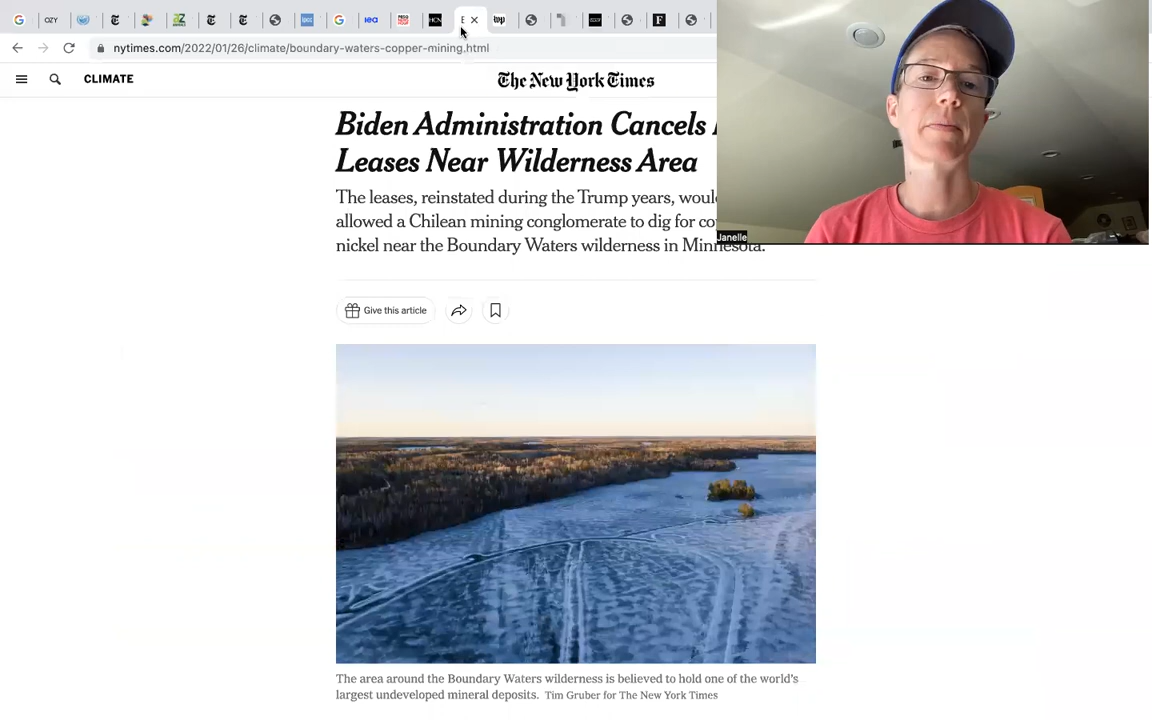 OZY
iea
HCN
E
wp
F
nytimes.com/2022/01/26/climate/boundary-waters-copper-mining.html
CLIMATE
The New York Times
Biden Administration Cancels
Leases Near Wilderness Area
The leases, reinstated during the Trump years, would
allowed a Chilean mining conglomerate to dig for
nickel near the Boundary Waters wilderness in Minnesota.
Janelle
Give this article
The area around the Boundary Waters wilderness is believed to hold one of the world's
largest undeveloped mineral deposits. Tim Gruber for The New York Times